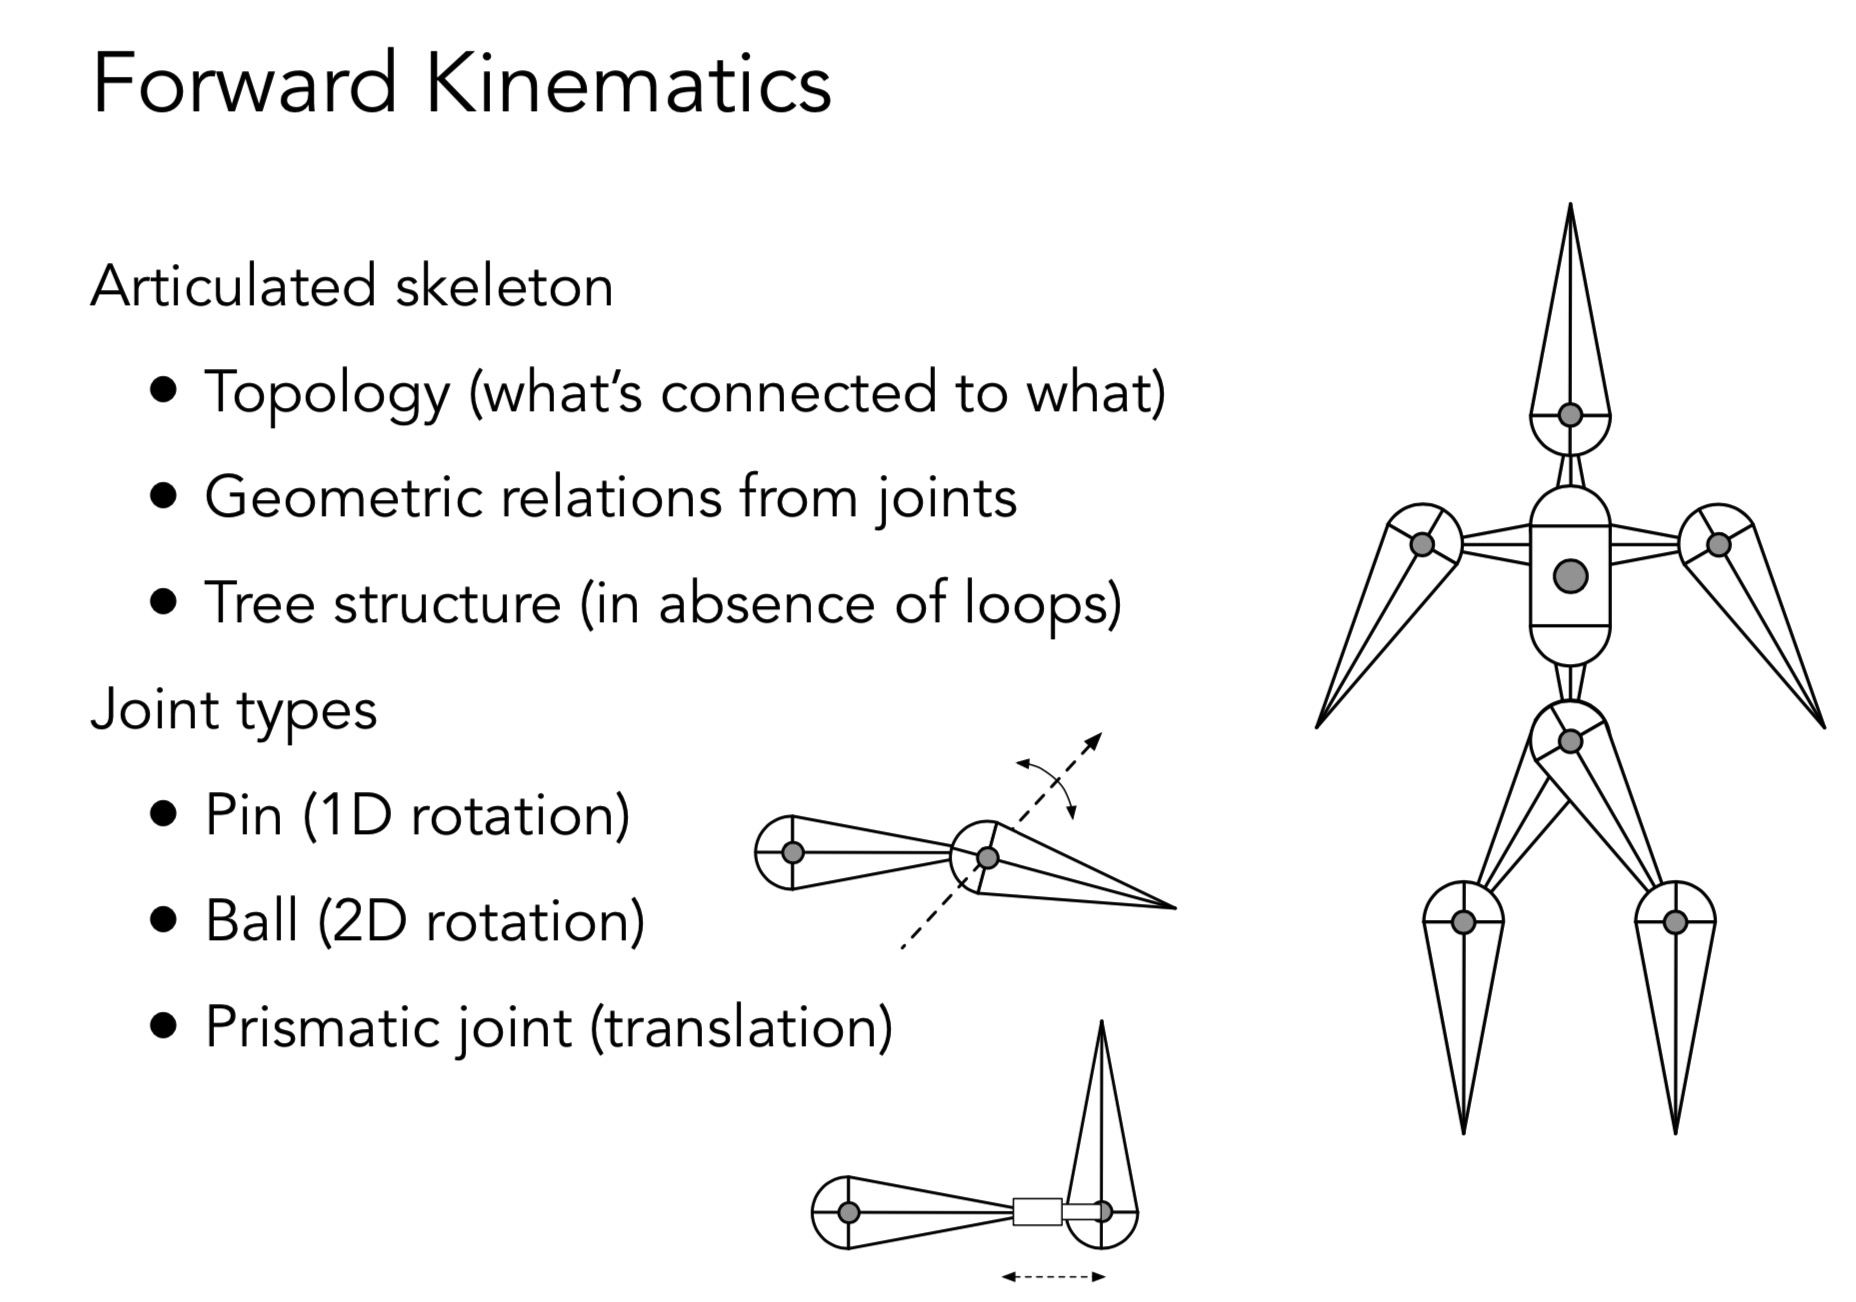 Forward Kinematics
Articulated skeleton
● Topology (what’s connected to what)
● Geometric relations from joints
● Tree structure (in absence of loops)
Joint types
● Pin (1D rotation)
● Ball (2D rotation)
● Prismatic joint (translation)